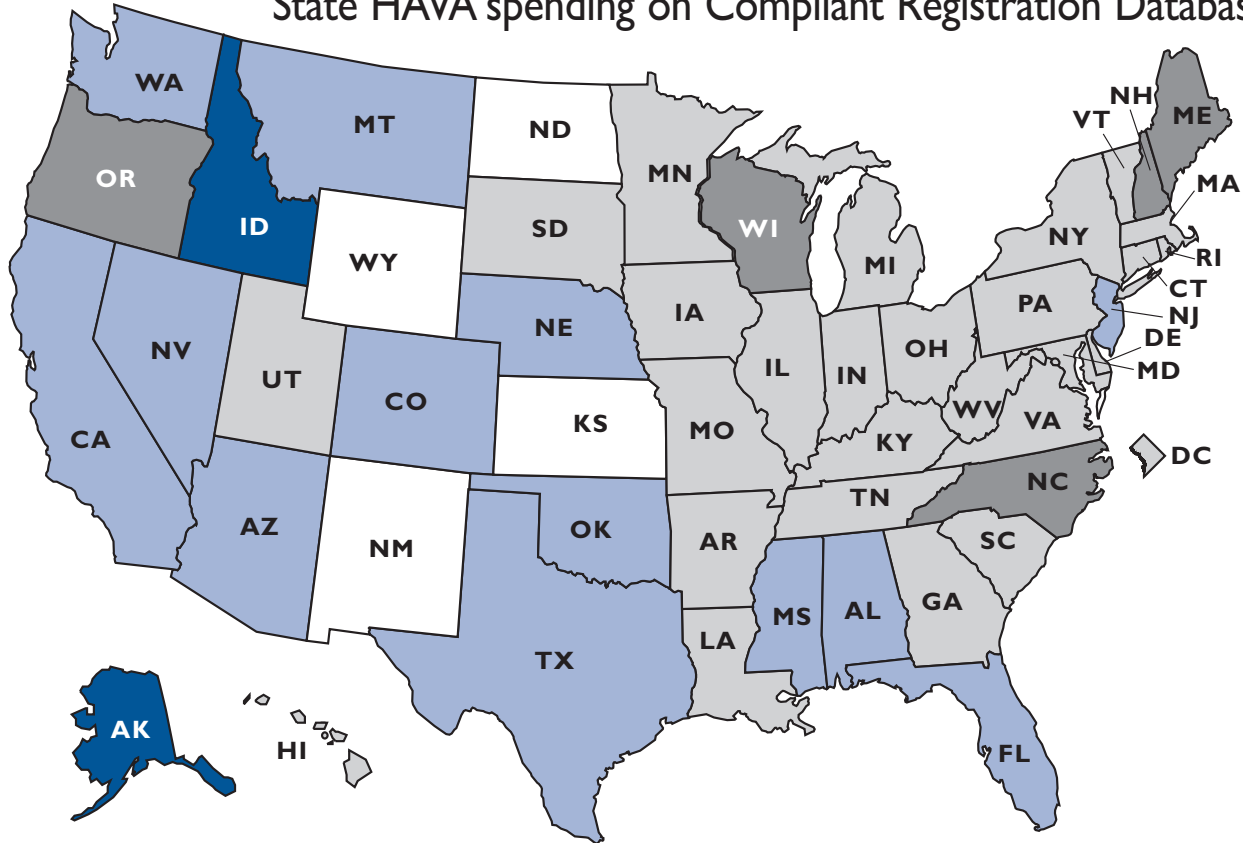 State HAVA spending on Compliant Registration Databas
WA
MT
ND
MN
OR
ID
WY
SD
WI
MI
NY
VT
NH
ME
MA
RI
CT
NJ
DE
MD
PA
NV
UT
CO
NE
IA
IL
IN
OH
WV
VA
DC
CA
KS
MO
KY
NC
TN
AZ
NM
OK
AR
SC
MS
AL
GA
LA
TX
FL
AK
HI